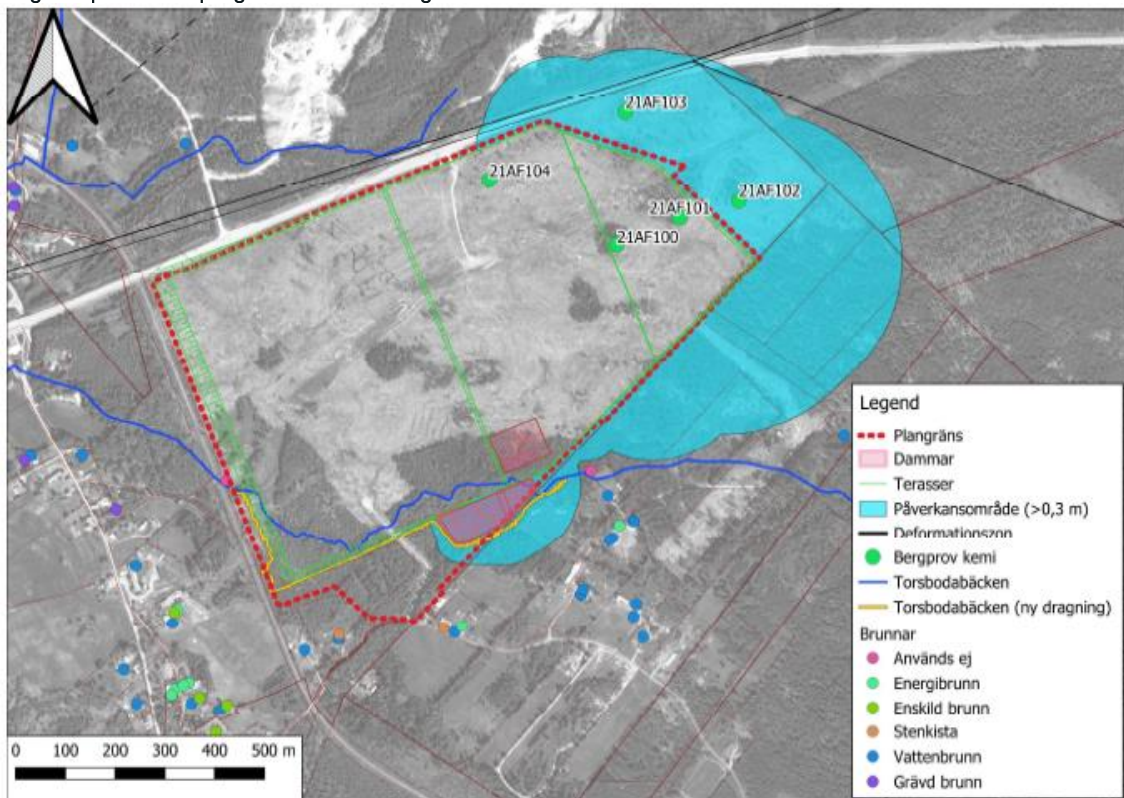 21AF103
21AF104
21AF102
21AF101
21AF100
Legend
Plangräns
Dammar
Terasser
Påverkansområde (>0,3 m)
Deformationszon
Bergprov kemi
Torsbodabäcken
Torsbodabäcken (ny dragning)
Brunnar
Används ej
Energibrunn
Enskild brunn
Stenkista
Vattenbrunn
Grävd brunn
0 100 200 300 400 500 m